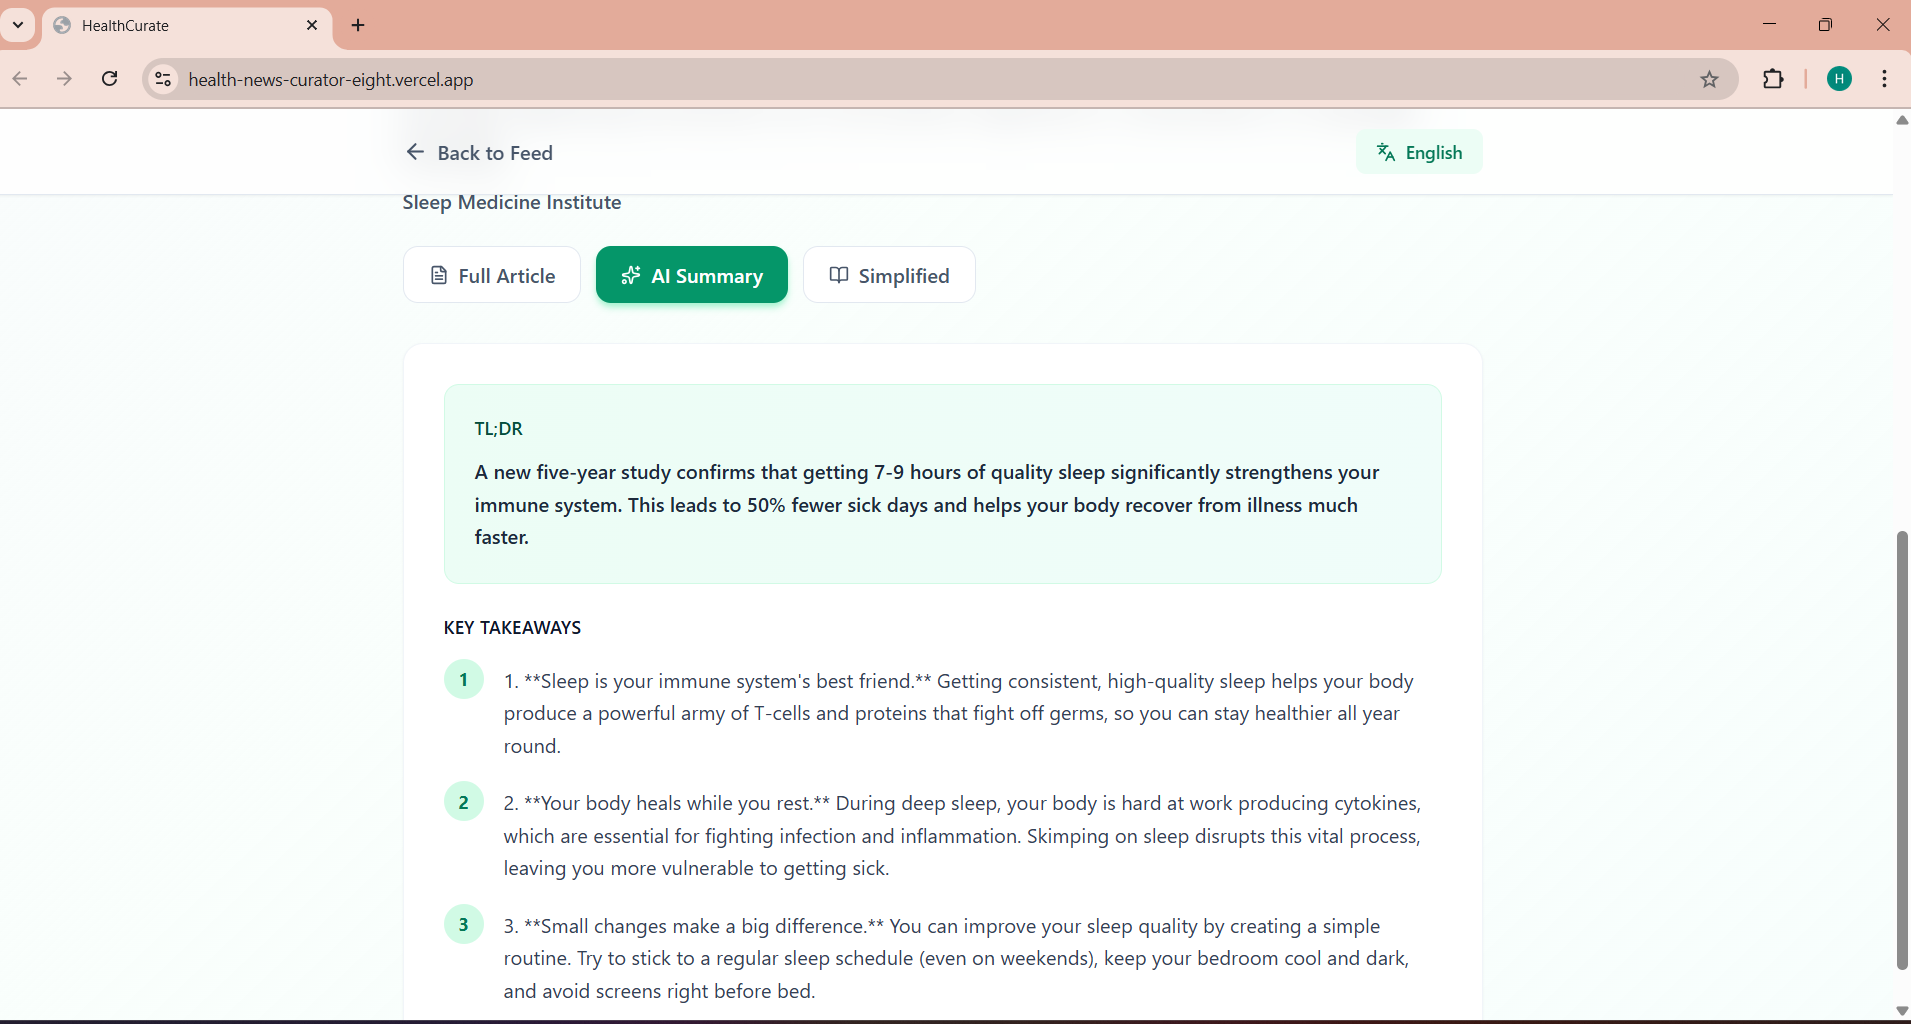 HealthCurate
health-news-curator-eight.vercel.app
H
Back to Feed
English
Sleep Medicine Institute
Full Article
AI Summary
Simplified
TL;DR
A new five-year study confirms that getting 7-9 hours of quality sleep significantly strengthens your
immune system. This leads to 50% fewer sick days and helps your body recover from illness much
faster.
KEY TAKEAWAYS
1
1. **Sleep is your immune system's best friend.** Getting consistent, high-quality sleep helps your body
produce a powerful army of T-cells and proteins that fight off germs, so you can stay healthier all year
round.
2
2. **Your body heals while you rest.** During deep sleep, your body is hard at work producing cytokines,
which are essential for fighting infection and inflammation. Skimping on sleep disrupts this vital process,
leaving you more vulnerable to getting sick.
3
3. **Small changes make a big difference.** You can improve your sleep quality by creating a simple
routine. Try to stick to a regular sleep schedule (even on weekends), keep your bedroom cool and dark,
and avoid screens right before bed.